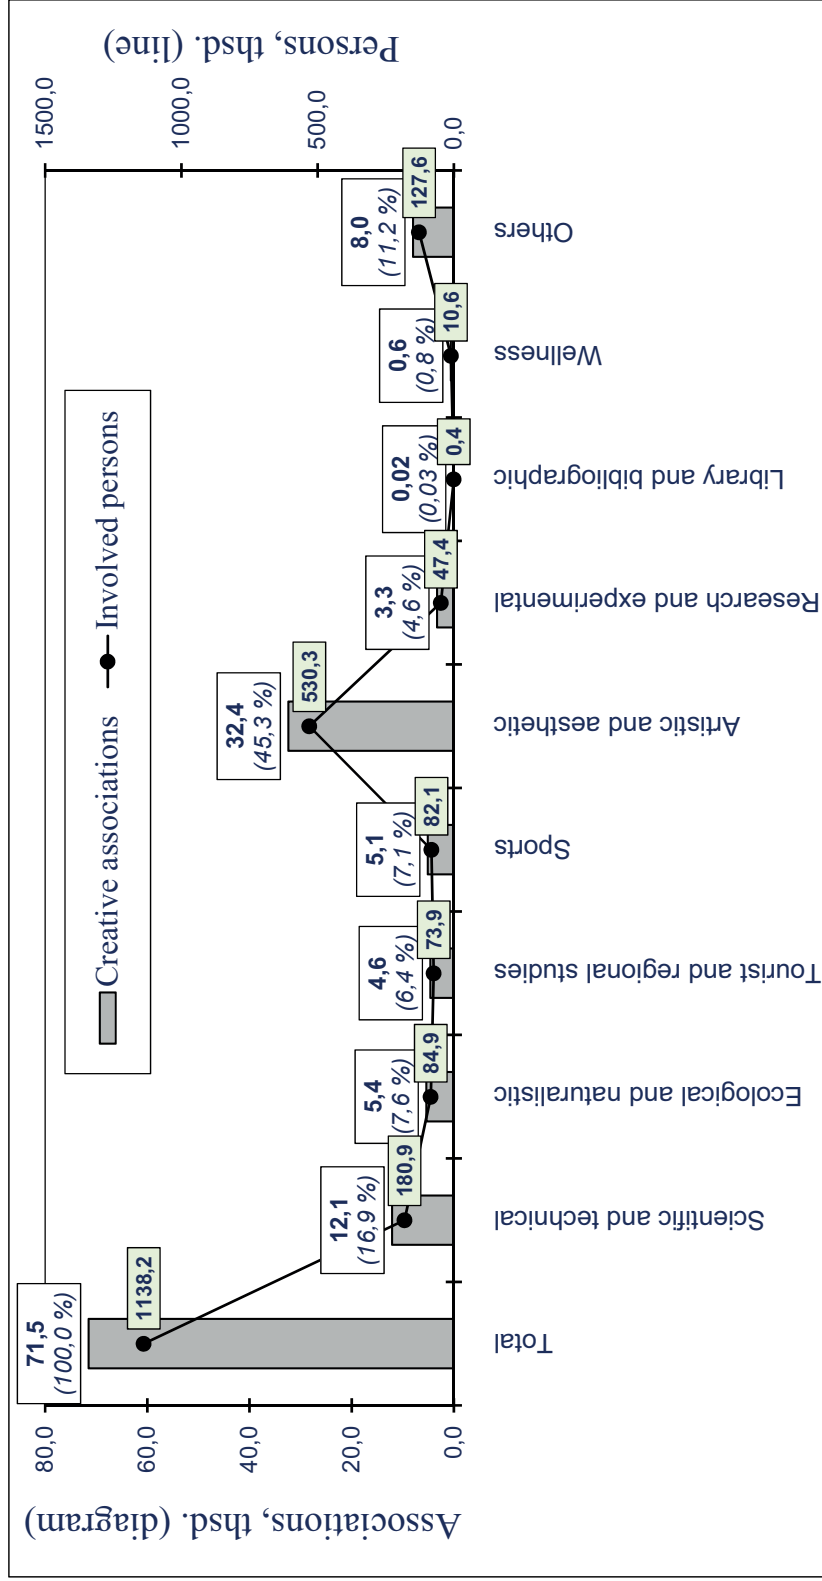 Creative associations
Involved persons
Associations, thsd. (diagram)
80,0
60,0
40,0
20,0
0,0
Persons, thsd. (line)
1500,0
1000,0
500,0
0,0
71,5
(100,0 %)
1138,2
12,1
(16,9 %)
180,9
5,4
(7,6 %)
84,9
4,6
(6,4 %)
73,9
5,1
(7,1 %)
82,1
32,4
(45,3 %)
530,3
3,3
(4,6 %)
47,4
0,02
(0,03 %)
0,4
0,6
(0,8 %)
10,6
8,0
(11,2 %)
127,6
Total
Scientific and technical
Ecological and naturalistic
Tourist and regional studies
Sports
Artistic and aesthetic
Research and experimental
Library and bibliographic
Wellness
Others